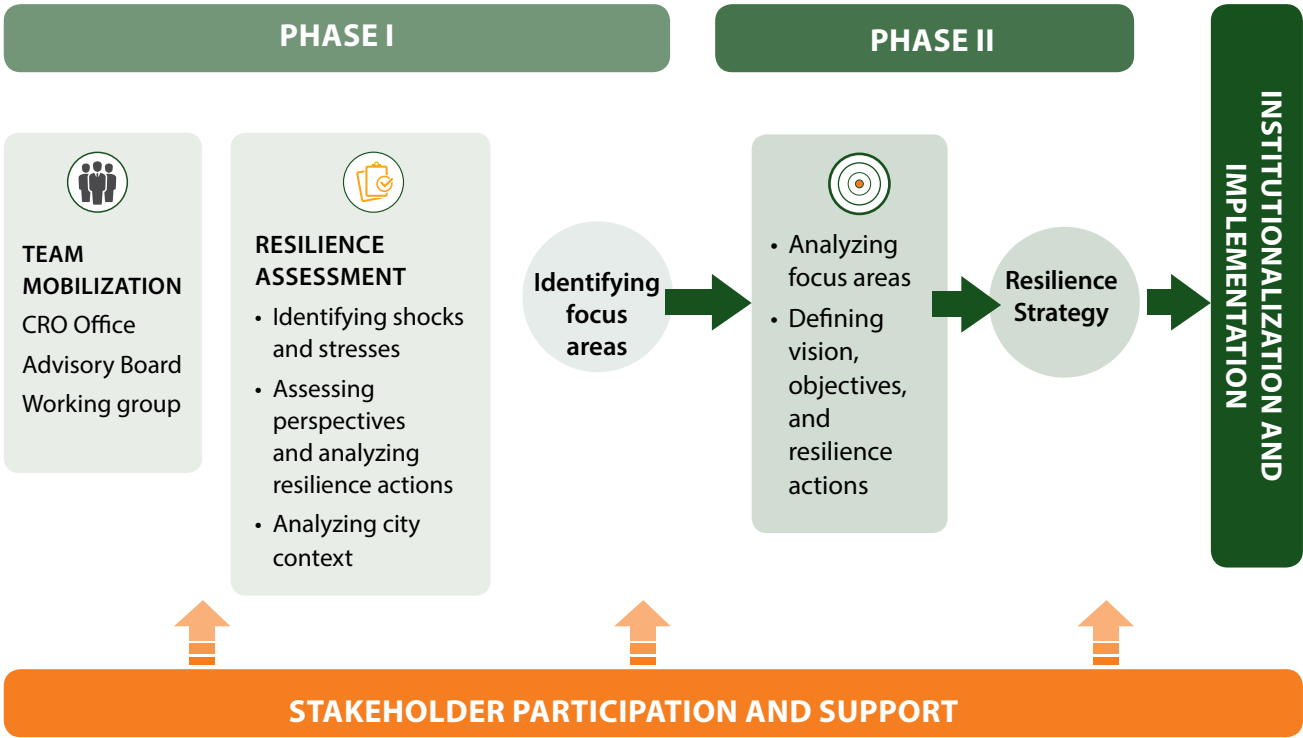 PHASE I
PHASE II
TEAM
MOBILIZATION
CRO Office
Advisory Board
Working group
RESILIENCE
ASSESSMENT
• Identifying shocks
and stresses
• Assessing
perspectives
and analyzing
resilience actions
• Analyzing city
context
Identifying
focus
areas
• Analyzing
focus areas
• Defining
vision,
objectives,
and
resilience
actions
Resilience
Strategy
INSTITUTIONALIZATION AND
IMPLEMENTATION
STAKEHOLDER PARTICIPATION AND SUPPORT